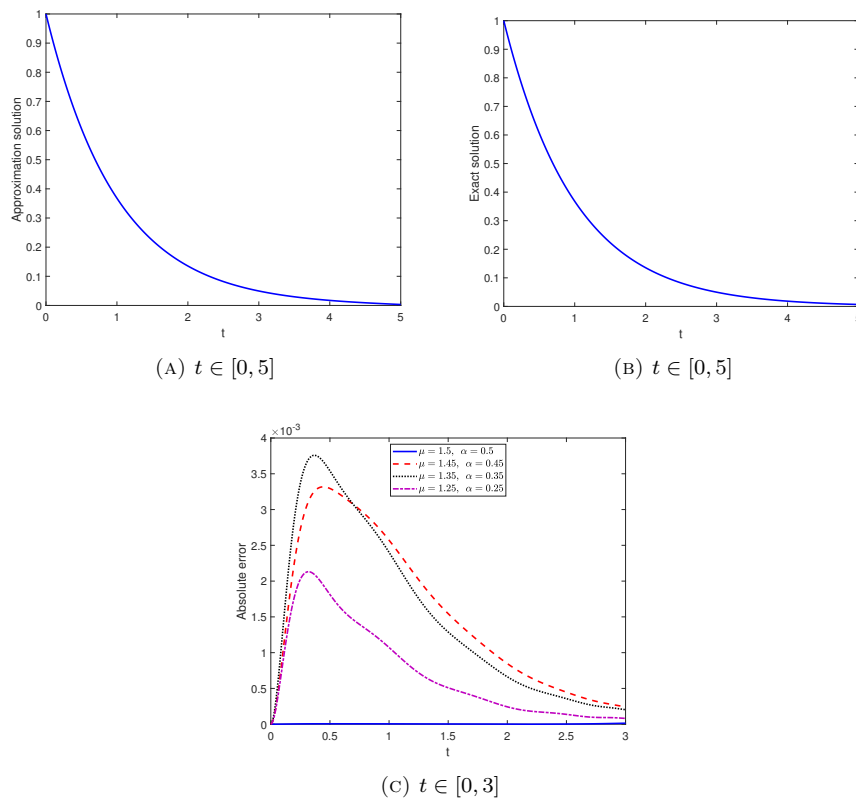 1
0.9
0.8
0.7
0.6
0.5
0.4
0.3
0.2
0.1
0
Approximation solution
0 1 2 3 4 5
t
(A) t ∈ [0, 5]
1
0.9
0.8
0.7
0.6
0.5
0.4
0.3
0.2
0.1
0
Exact solution
0 1 2 3 4 5
t
(B) t ∈ [0, 5]
×10⁻³
4
3.5
3
2.5
2
1.5
1
0.5
0
Absolute error
μ = 1.5, α = 0.5
μ = 1.45, α = 0.45
μ = 1.35, α = 0.35
μ = 1.25, α = 0.25
0 0.5 1 1.5 2 2.5 3
t
(C) t ∈ [0, 3]